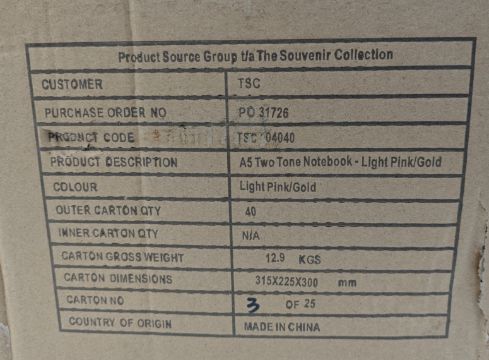 Product Source Group t/a The Souvenir Collection
CUSTOMER TSC
PURCHASE ORDER NO PO 31726
PRODUCT CODE TSC 04040
PRODUCT DESCRIPTION A5 Two Tone Notebook - Light Pink/Gold
COLOUR Light Pink/Gold
OUTER CARTON QTY 40
INNER CARTON QTY N/A
CARTON GROSS WEIGHT 12.9 KGS
CARTON DIMENSIONS 315X225X300 mm
CARTON NO 3 OF 25
COUNTRY OF ORIGIN MADE IN CHINA